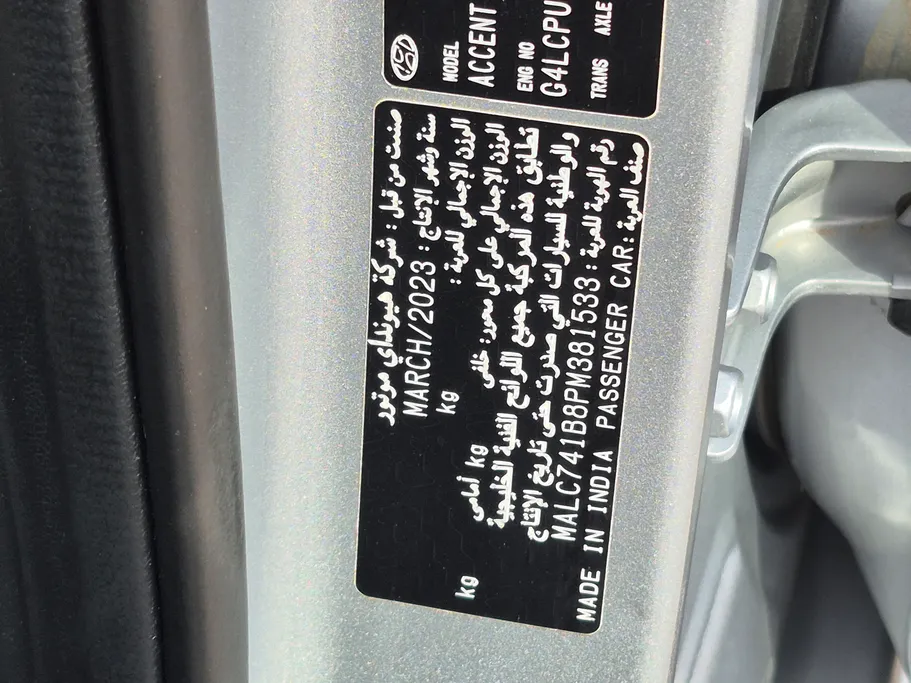 MODEL
ACCENT
ENG NO
G4LCPU
TRANS AXLE
صنعت من قبل : شركة هيونداي موتور
سنة وشهر الإنتاج : MARCH/2023
الوزن الإجمالي للعربة : kg
الوزن الإجمالي على كل محور: خلفي kg أمامي kg
تطابق هذه المركبة جميع اللوائح الفنية الخليجية
والوطنية للسيارات التي صدرت حتى تاريخ الإنتاج
رقم الهوية للعربة : MALC741B8PM381533
صنف العربة : PASSENGER CAR MADE IN INDIA